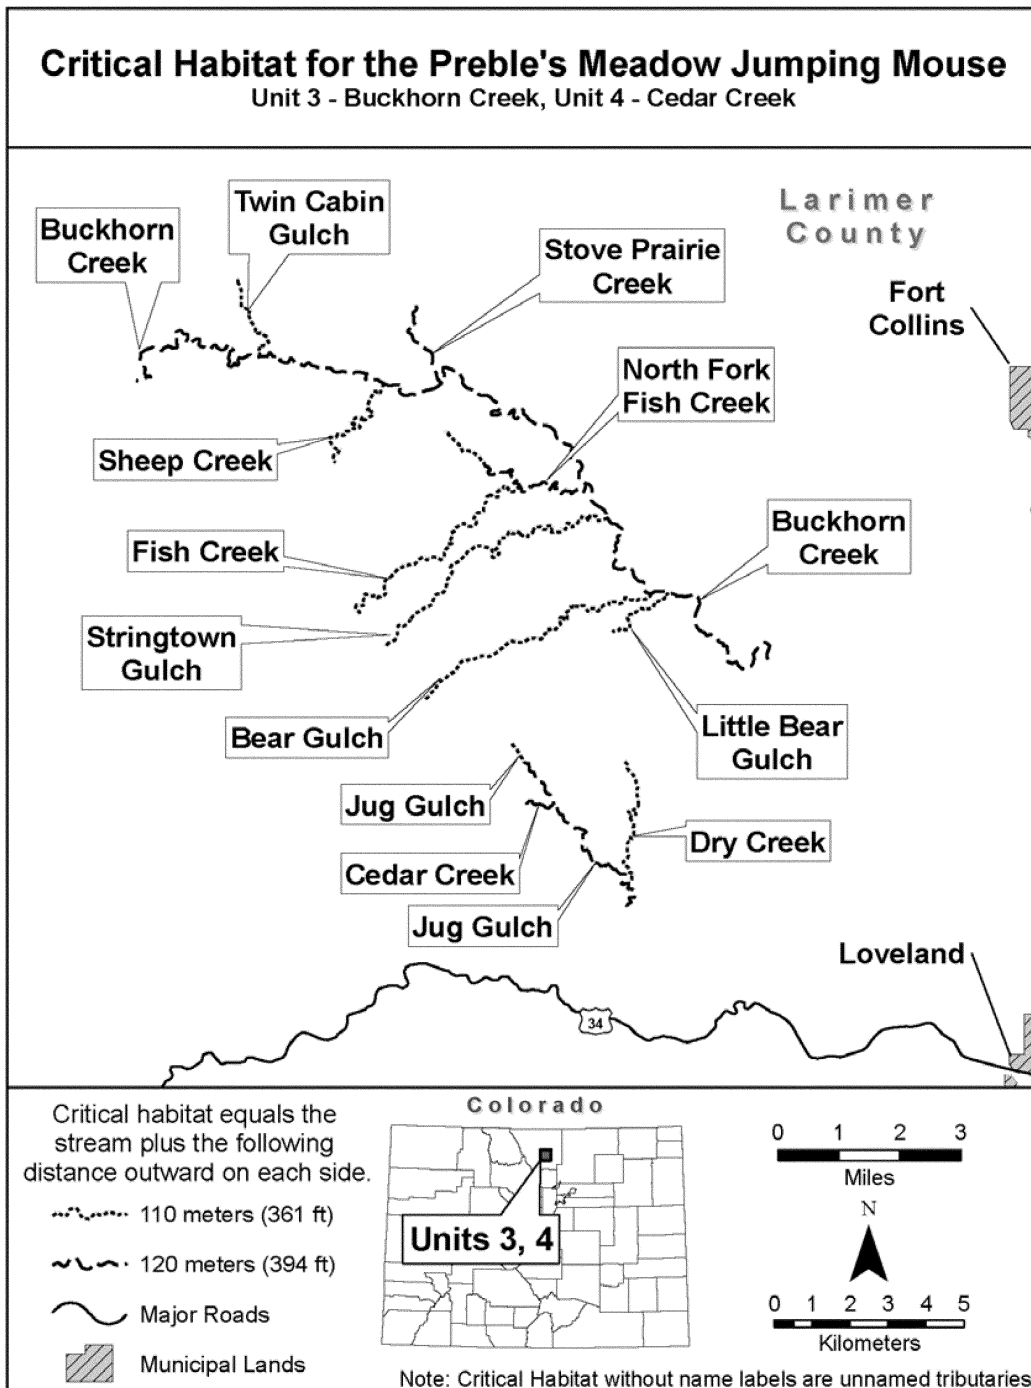 Critical Habitat for the Preble's Meadow Jumping Mouse
Unit 3 - Buckhorn Creek, Unit 4 - Cedar Creek
Larimer
County
Twin Cabin
Gulch
Buckhorn
Creek
Stove Prairie
Creek
Fort
Collins
North Fork
Fish Creek
Sheep Creek
Buckhorn
Creek
Fish Creek
Stringtown
Gulch
Bear Gulch
Little Bear
Gulch
Jug Gulch
Dry Creek
Cedar Creek
Jug Gulch
Loveland
34
Critical habitat equals the
stream plus the following
distance outward on each side.
110 meters (361 ft)
120 meters (394 ft)
Major Roads
Municipal Lands
Colorado
Units 3, 4
0 1 2 3
Miles
N
0 1 2 3 4 5
Kilometers
Note: Critical Habitat without name labels are unnamed tributaries